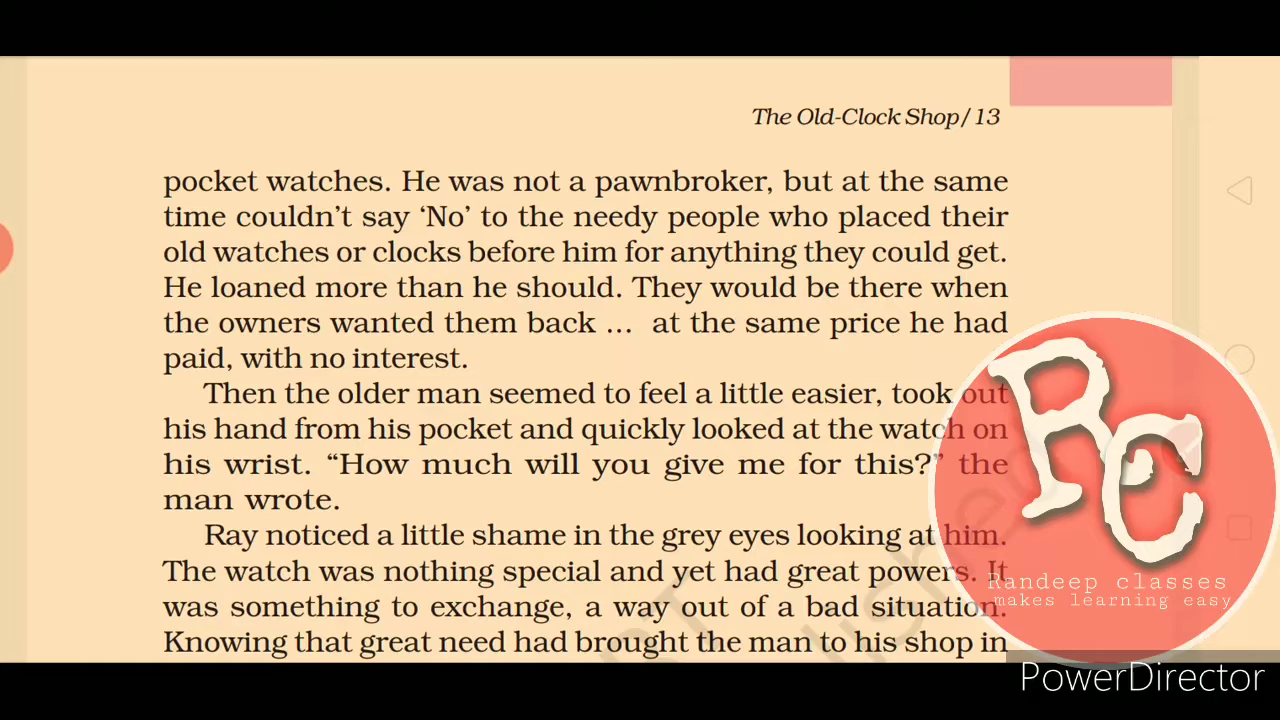 The Old-Clock Shop/13
pocket watches. He was not a pawnbroker, but at the same
time couldn't say ‘No’ to the needy people who placed their
old watches or clocks before him for anything they could get.
He loaned more than he should. They would be there when
the owners wanted them back ... at the same price he had
paid, with no interest.
Then the older man seemed to feel a little easier, took out
his hand from his pocket and quickly looked at the watch on
his wrist. “How much will you give me for this?” the
man wrote.
Ray noticed a little shame in the grey eyes looking at him.
The watch was nothing special and yet had great powers. It
was something to exchange, a way out of a bad situation.
Knowing that great need had brought the man to his shop in
RC
Randeep classes
makes learning easy
PowerDirector